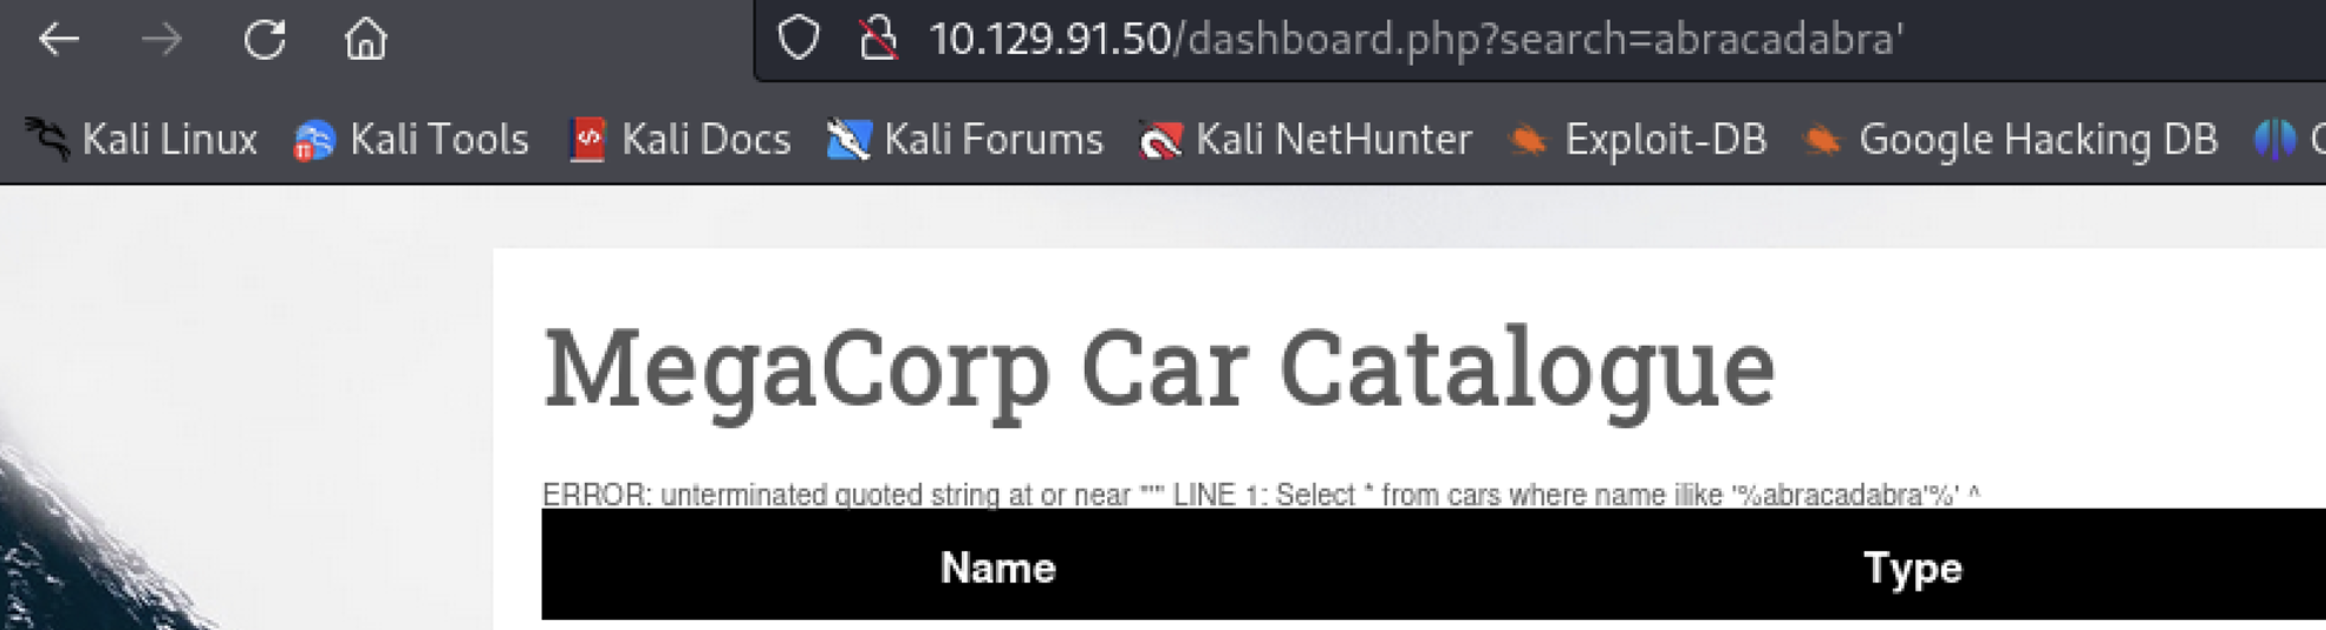 10.129.91.50/dashboard.php?search=abracadabra'
Kali Linux Kali Tools Kali Docs Kali Forums Kali NetHunter Exploit-DB Google Hacking DB
MegaCorp Car Catalogue
ERROR: unterminated quoted string at or near "'" LINE 1: Select * from cars where name ilike '%abracadabra'%' ^
Name Type